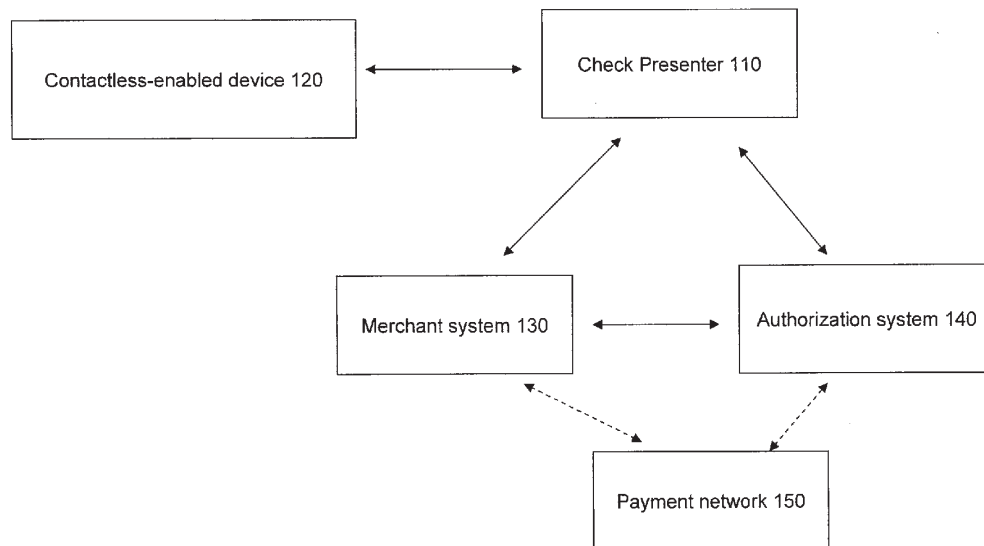 Contactless-enabled device 120
Check Presenter 110
Merchant system 130
Authorization system 140
Payment network 150